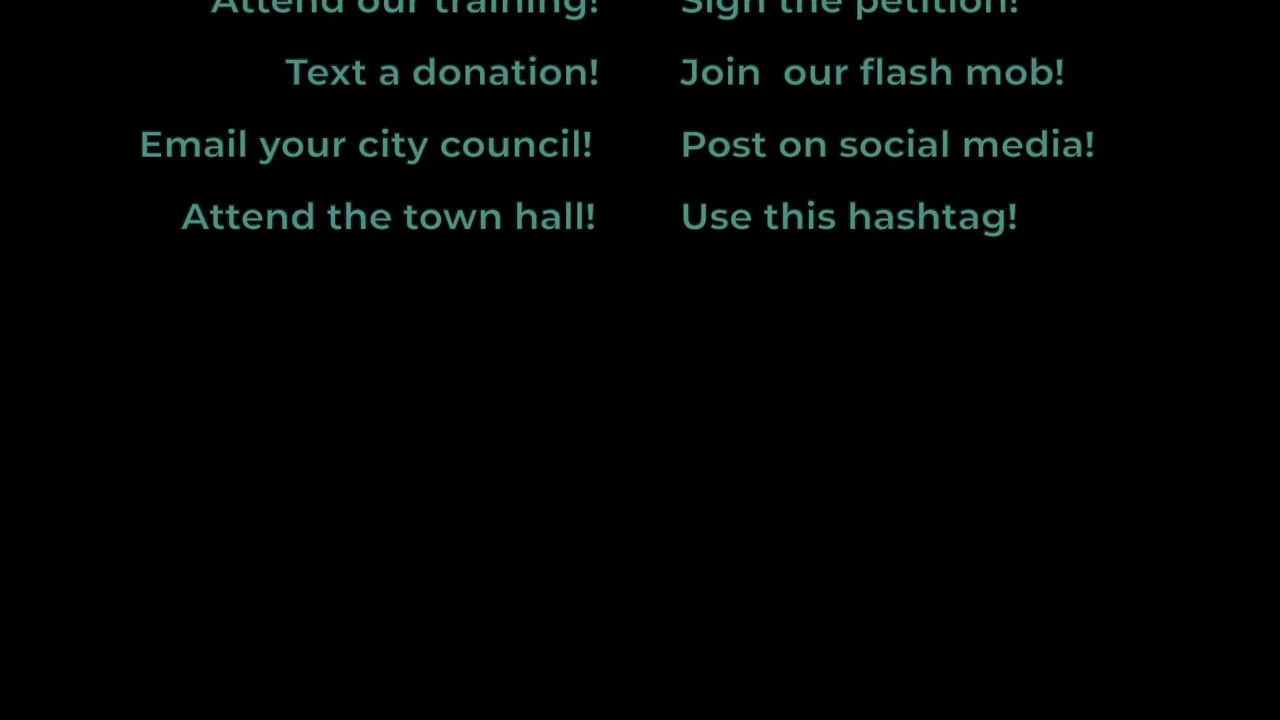 Attend our training! Sign the petition!
Text a donation! Join  our flash mob!
Email your city council! Post on social media!
Attend the town hall! Use this hashtag!